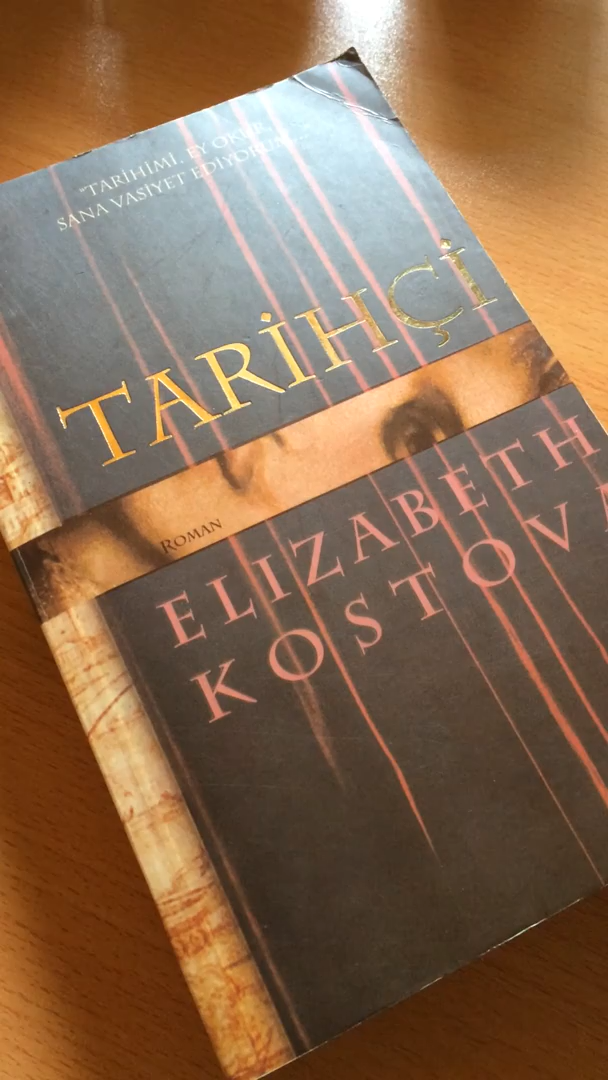 "TARİHİMİ, EY OKUR,
SANA VASİYET EDİYORUM..."
TARİHÇİ
ROMAN
ELIZABETH
KOSTOVA